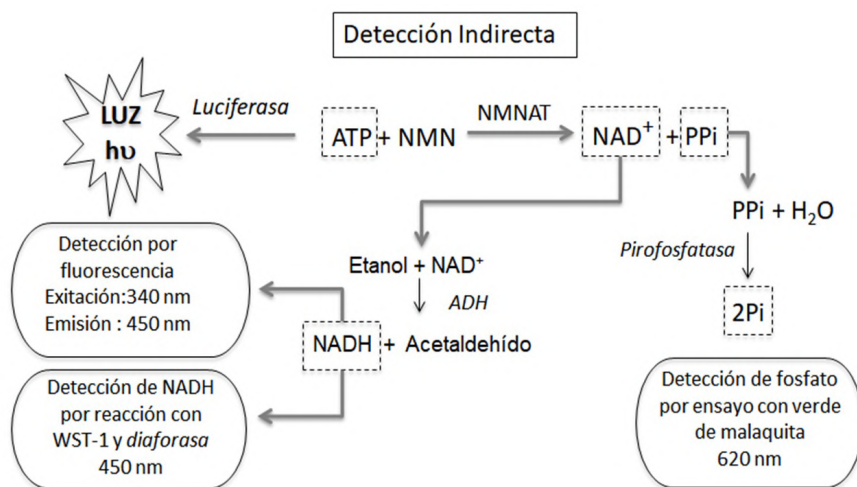 Detección Indirecta
LUZ
hυ
Luciferasa
ATP + NMN
NMNAT
NAD⁺ + PPi
PPi + H₂O
Pirofosfatasa
2Pi
Etanol + NAD⁺
ADH
NADH + Acetaldehído
Detección por
fluorescencia
Exitación:340 nm
Emisión : 450 nm
Detección de NADH
por reacción con
WST-1 y diaforasa
450 nm
Detección de fosfato
por ensayo con verde
de malaquita
620 nm